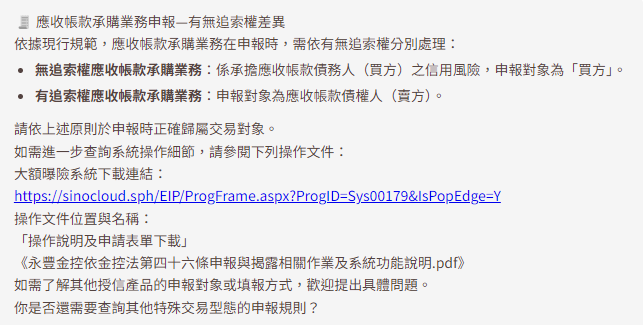 🧾 應收帳款承購業務申報—有無追索權差異
依據現行規範，應收帳款承購業務在申報時，需依有無追索權分別處理：
• 無追索權應收帳款承購業務：係承擔應收帳款債務人（買方）之信用風險，申報對象為「買方」。
• 有追索權應收帳款承購業務：申報對象為應收帳款債權人（賣方）。
請依上述原則於申報時正確歸屬交易對象。
如需進一步查詢系統操作細節，請參閱下列操作文件：
大額曝險系統下載連結：
https://sinocloud.sph/EIP/ProgFrame.aspx?ProgID=Sys00179&IsPopEdge=Y
操作文件位置與名稱：
「操作說明及申請表單下載」
《永豐金控依金控法第四十六條申報與揭露相關作業及系統功能說明.pdf》
如需了解其他授信產品的申報對象或填報方式，歡迎提出具體問題。
你是否還需要查詢其他特殊交易型態的申報規則？